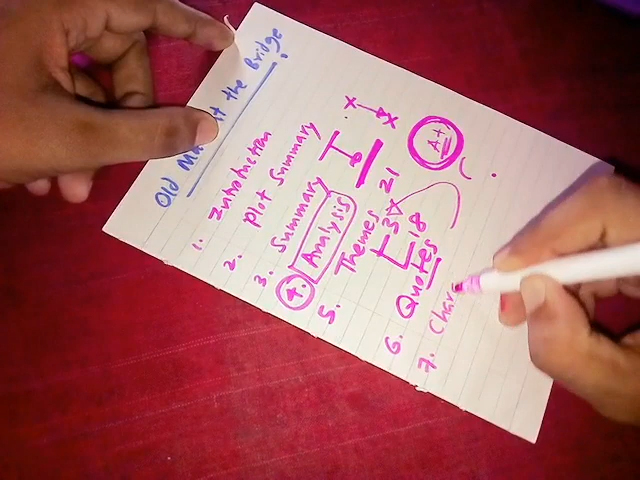 Old Man at the Bridge
1. Introduction
2. Plot Summary
3. Summary
4. Analysis
5. Themes
6. Quotes
7. Char
A+
21
18